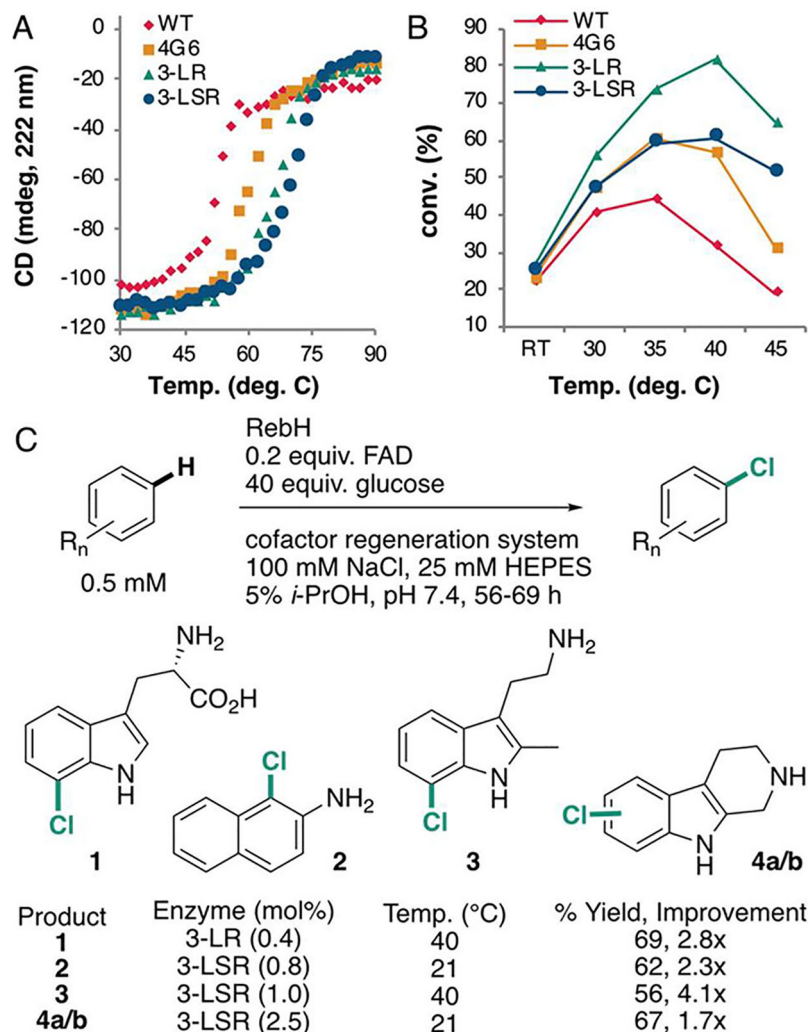 A
WT
4G6
3-LR
3-LSR
0
-20
-40
-60
-80
-100
-120
30 45 60 75 90
CD (mdeg, 222 nm)
Temp. (deg. C)
B
WT
4G6
3-LR
3-LSR
90
80
70
60
50
40
30
20
10
RT 30 35 40 45
conv. (%)
Temp. (deg. C)
C
H
Rn
0.5 mM
RebH
0.2 equiv. FAD
40 equiv. glucose
cofactor regeneration system
100 mM NaCl, 25 mM HEPES
5% i-PrOH, pH 7.4, 56-69 h
Cl
Rn
NH2
CO2H
N
H
Cl
1
Cl
NH2
2
NH2
N
H
Cl
3
Cl
NH
N
H
4a/b
Product Enzyme (mol%) Temp. (°C) % Yield, Improvement
1 3-LR (0.4) 40 69, 2.8x
2 3-LSR (0.8) 21 62, 2.3x
3 3-LSR (1.0) 40 56, 4.1x
4a/b 3-LSR (2.5) 21 67, 1.7x